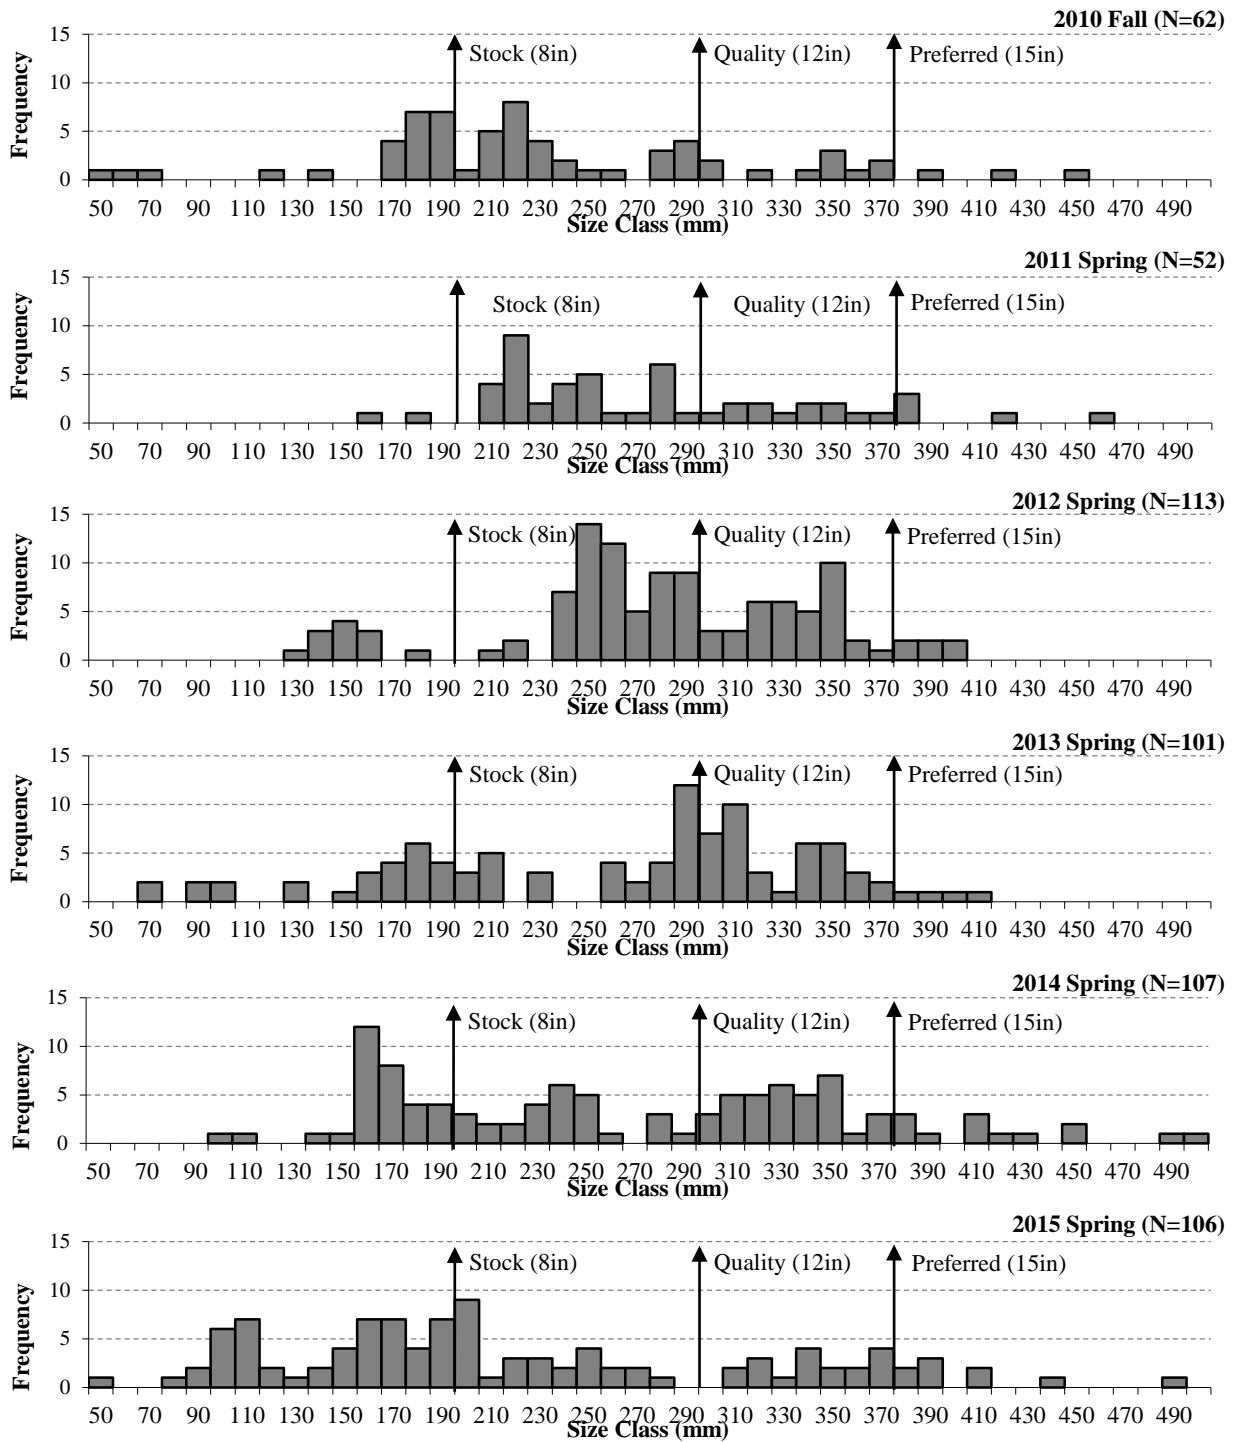 2010 Fall (N=62)
15
10
5
0
Frequency
Stock (8in)
Quality (12in)
Preferred (15in)
50 70 90 110 130 150 170 190 210 230 250 270 290 310 330 350 370 390 410 430 450 470 490
Size Class (mm)
2011 Spring (N=52)
15
10
5
0
Frequency
Stock (8in)
Quality (12in)
Preferred (15in)
50 70 90 110 130 150 170 190 210 230 250 270 290 310 330 350 370 390 410 430 450 470 490
Size Class (mm)
2012 Spring (N=113)
15
10
5
0
Frequency
Stock (8in)
Quality (12in)
Preferred (15in)
50 70 90 110 130 150 170 190 210 230 250 270 290 310 330 350 370 390 410 430 450 470 490
Size Class (mm)
2013 Spring (N=101)
15
10
5
0
Frequency
Stock (8in)
Quality (12in)
Preferred (15in)
50 70 90 110 130 150 170 190 210 230 250 270 290 310 330 350 370 390 410 430 450 470 490
Size Class (mm)
2014 Spring (N=107)
15
10
5
0
Frequency
Stock (8in)
Quality (12in)
Preferred (15in)
50 70 90 110 130 150 170 190 210 230 250 270 290 310 330 350 370 390 410 430 450 470 490
Size Class (mm)
2015 Spring (N=106)
15
10
5
0
Frequency
Stock (8in)
Quality (12in)
Preferred (15in)
50 70 90 110 130 150 170 190 210 230 250 270 290 310 330 350 370 390 410 430 450 470 490
Size Class (mm)